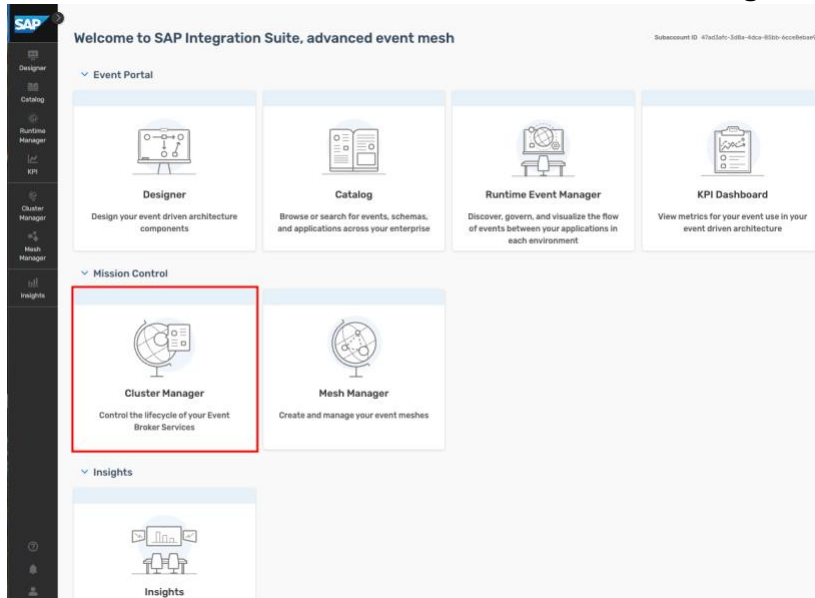 SAP
Designer
Catalog
Runtime
Manager
KPI
Cluster
Manager
Mesh
Manager
Insights
Welcome to SAP Integration Suite, advanced event mesh
Subaccount ID
Event Portal
Designer
Design your event driven architecture
components
Catalog
Browse or search for events, schemas,
and applications across your enterprise
Runtime Event Manager
Discover, govern, and visualize the flow
of events between your applications in
each environment
KPI Dashboard
View metrics for your event use in your
event driven architecture
Mission Control
Cluster Manager
Control the lifecycle of your Event
Broker Services
Mesh Manager
Create and manage your event meshes
Insights
Insights